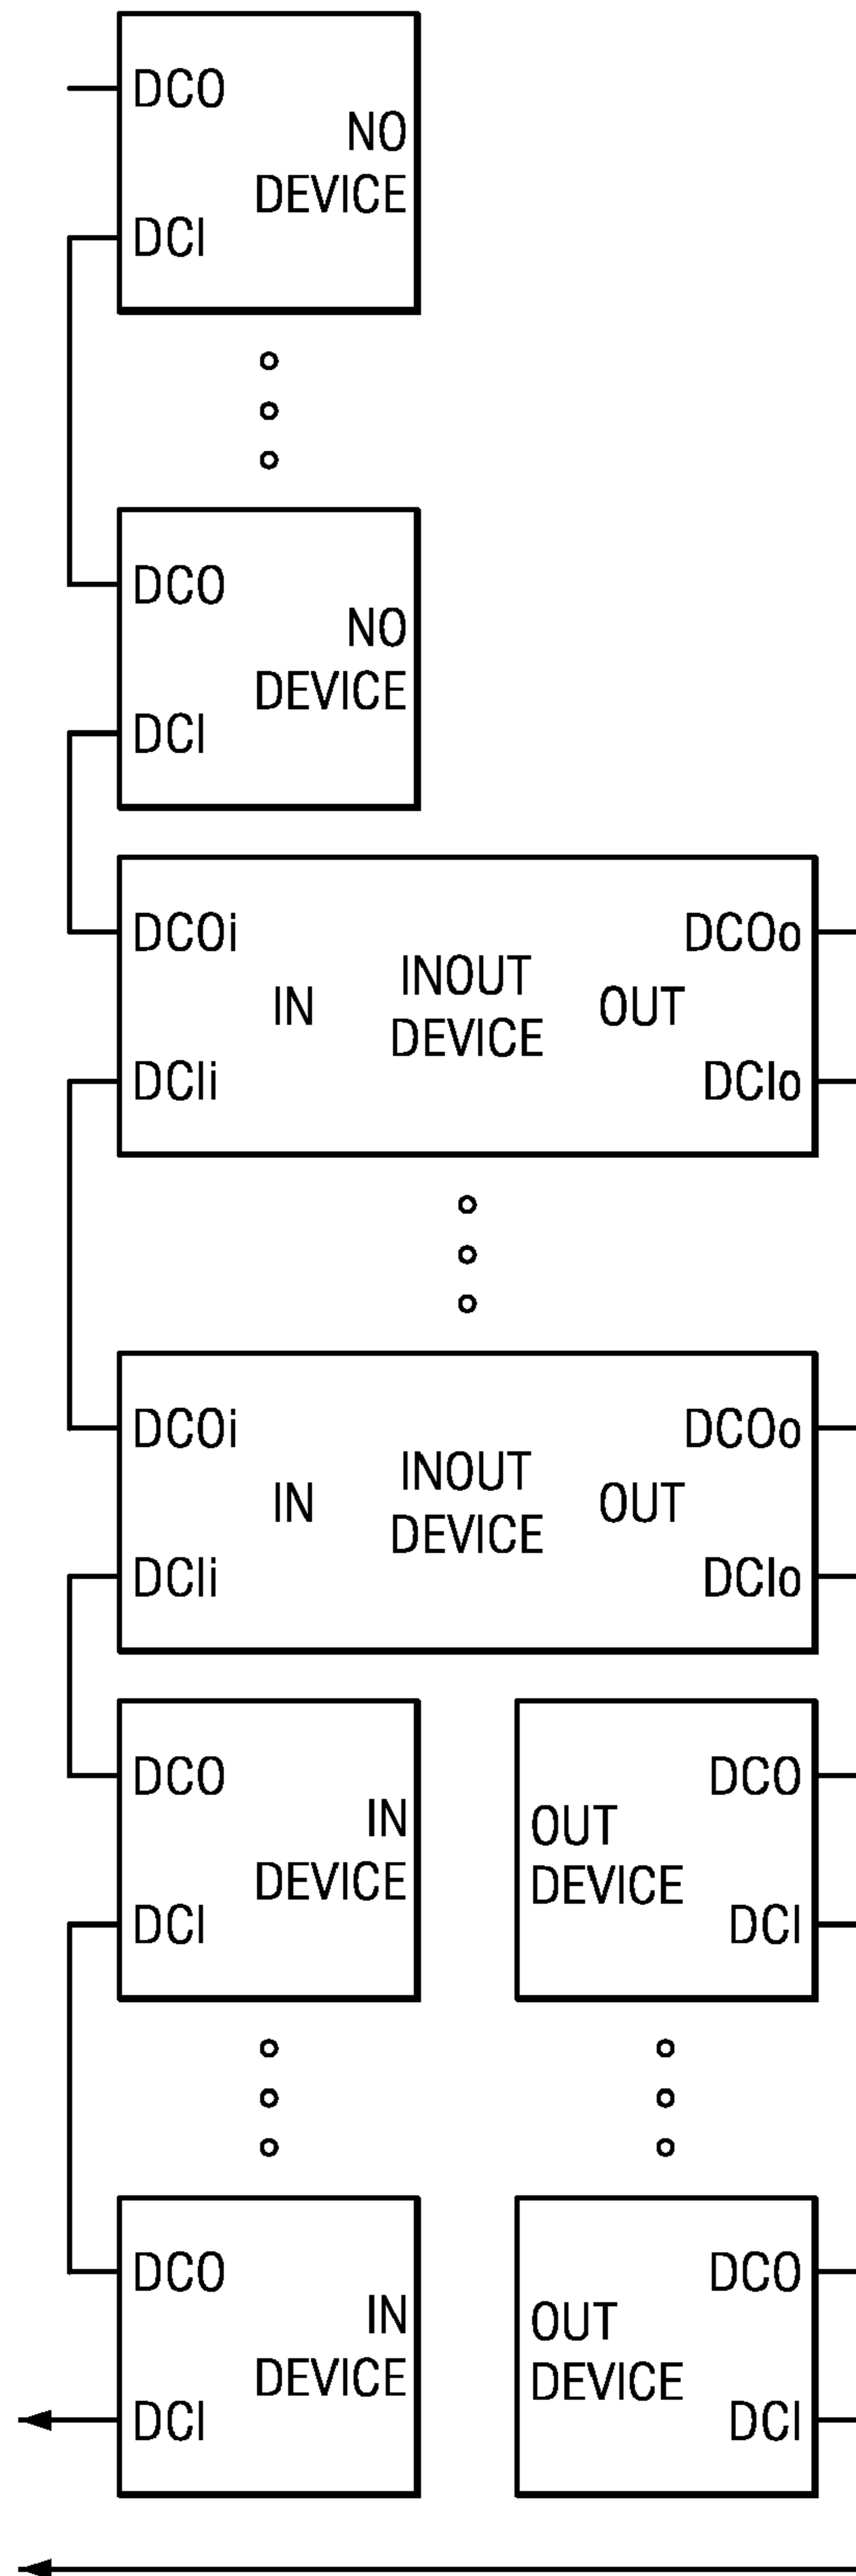 DCO
NO
DEVICE
DCI
DCO
NO
DEVICE
DCI
DCOi
DCOo
INOUT
IN
OUT
DEVICE
DCIi
DCIo
DCOi
DCOo
INOUT
IN
OUT
DEVICE
DCIi
DCIo
DCO
IN
DEVICE
DCI
DCO
OUT
DEVICE
DCI
DCO
IN
DEVICE
DCI
DCO
OUT
DEVICE
DCI